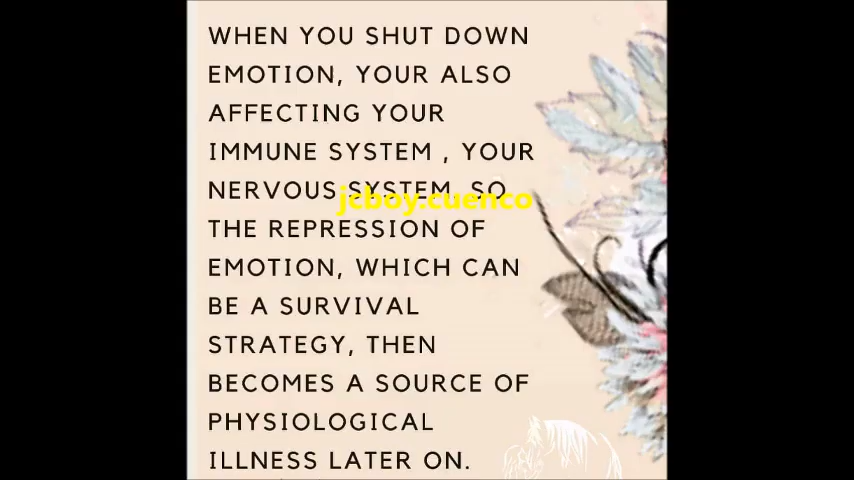 WHEN YOU SHUT DOWN
EMOTION, YOUR ALSO
AFFECTING YOUR
IMMUNE SYSTEM , YOUR
NERVOUS SYSTEM, SO
jcboy.cuenco
THE REPRESSION OF
EMOTION, WHICH CAN
BE A SURVIVAL
STRATEGY, THEN
BECOMES A SOURCE OF
PHYSIOLOGICAL
ILLNESS LATER ON.